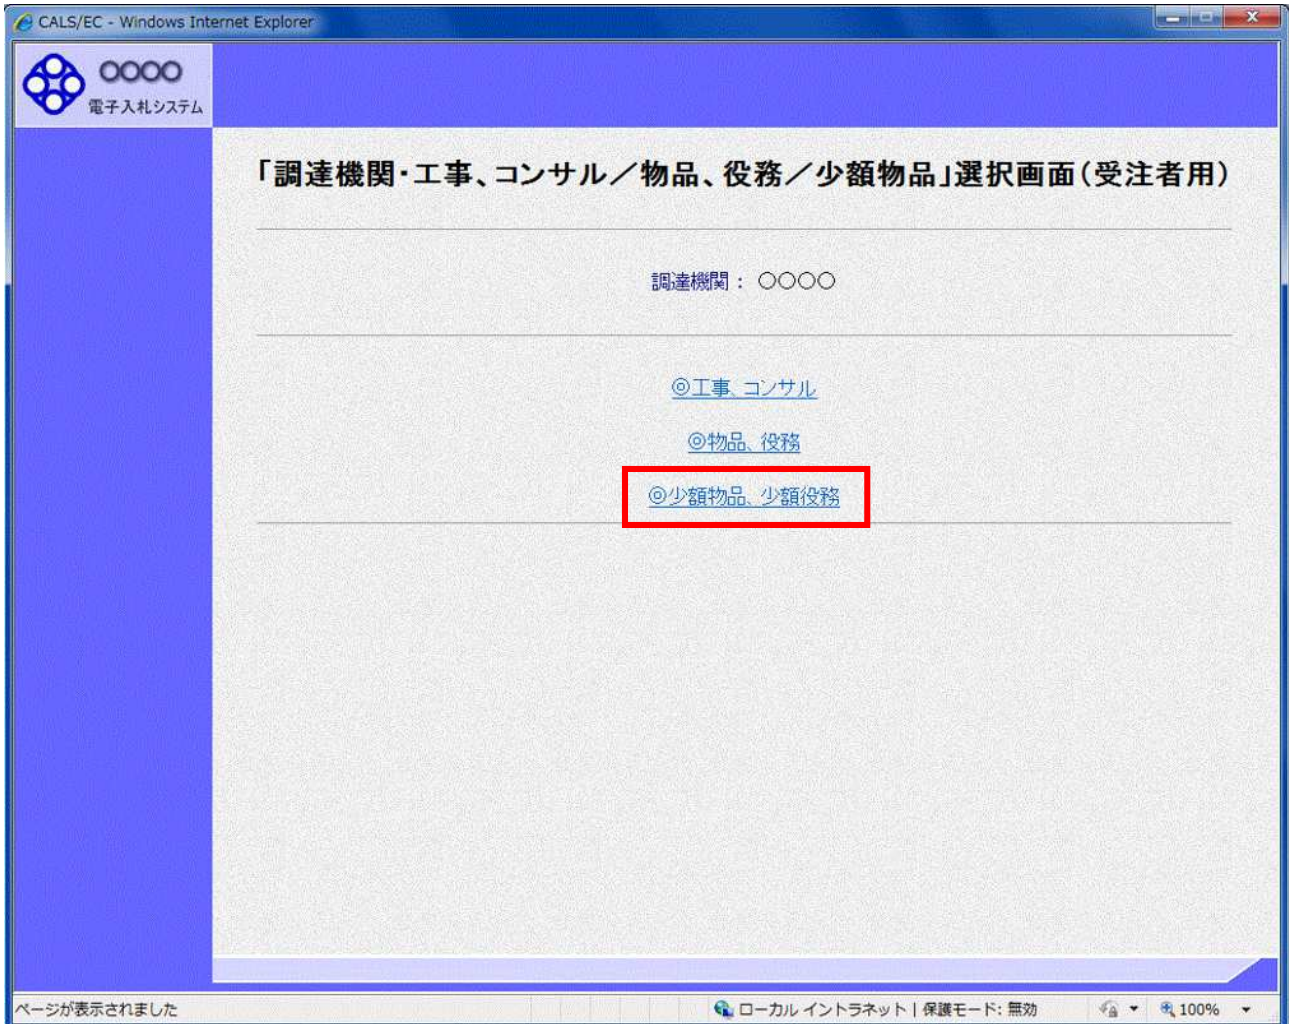 CALS/EC - Windows Internet Explorer
○○○○
電子入札システム
「調達機関・工事、コンサル／物品、役務／少額物品」選択画面（受注者用）
調達機関： ○○○○
◎工事、コンサル
◎物品、役務
◎少額物品、少額役務
ページが表示されました
ローカル イントラネット | 保護モード: 無効
100%